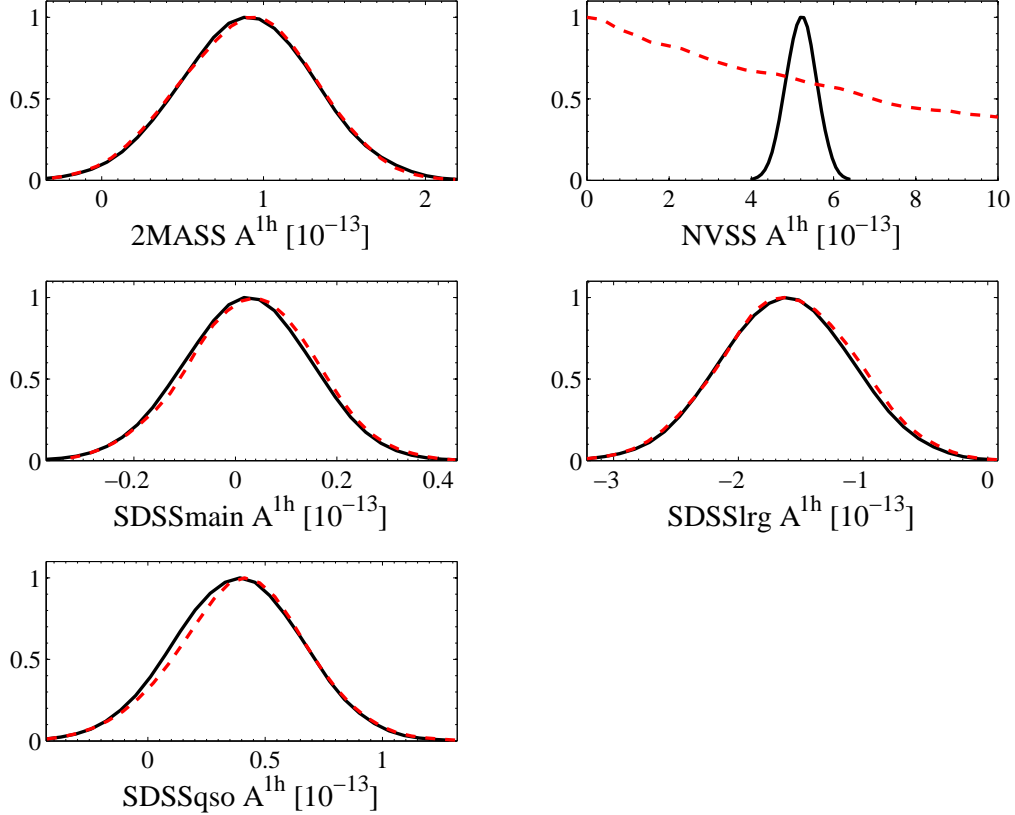 1
0.5
0
0 1 2
2MASS A^1h [10^−13]
1
0.5
0
0 2 4 6 8 10
NVSS A^1h [10^−13]
1
0.5
0
−0.2 0 0.2 0.4
SDSSmain A^1h [10^−13]
1
0.5
0
−3 −2 −1 0
SDSSlrg A^1h [10^−13]
1
0.5
0
0 0.5 1
SDSSqso A^1h [10^−13]